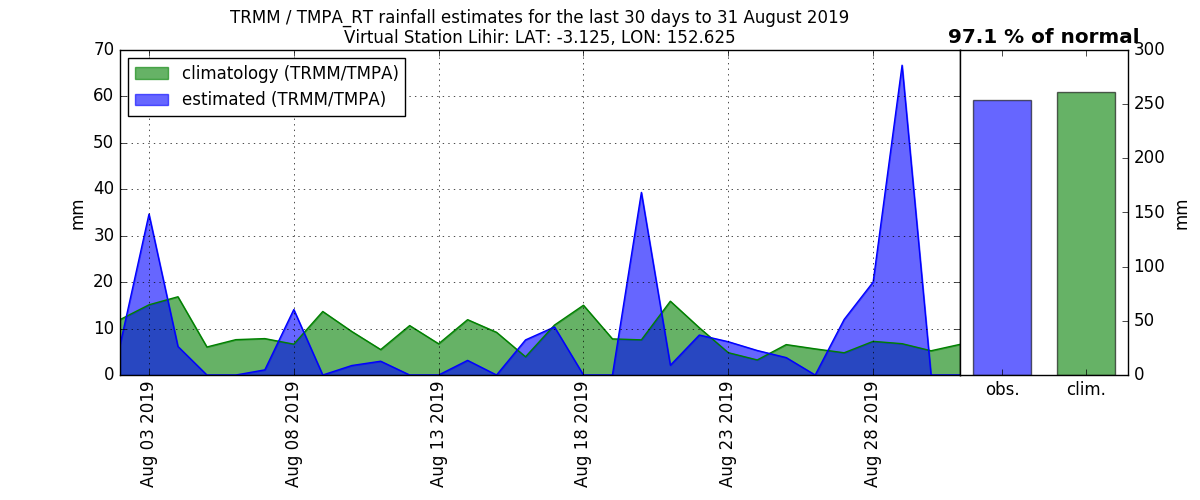 TRMM / TMPA_RT rainfall estimates for the last 30 days to 31 August 2019
Virtual Station Lihir: LAT: -3.125, LON: 152.625
97.1 % of normal
climatology (TRMM/TMPA)
estimated (TRMM/TMPA)
70
60
50
40
30
20
10
0
mm
Aug 03 2019
Aug 08 2019
Aug 13 2019
Aug 18 2019
Aug 23 2019
Aug 28 2019
obs.
clim.
300
250
200
150
100
50
0
mm